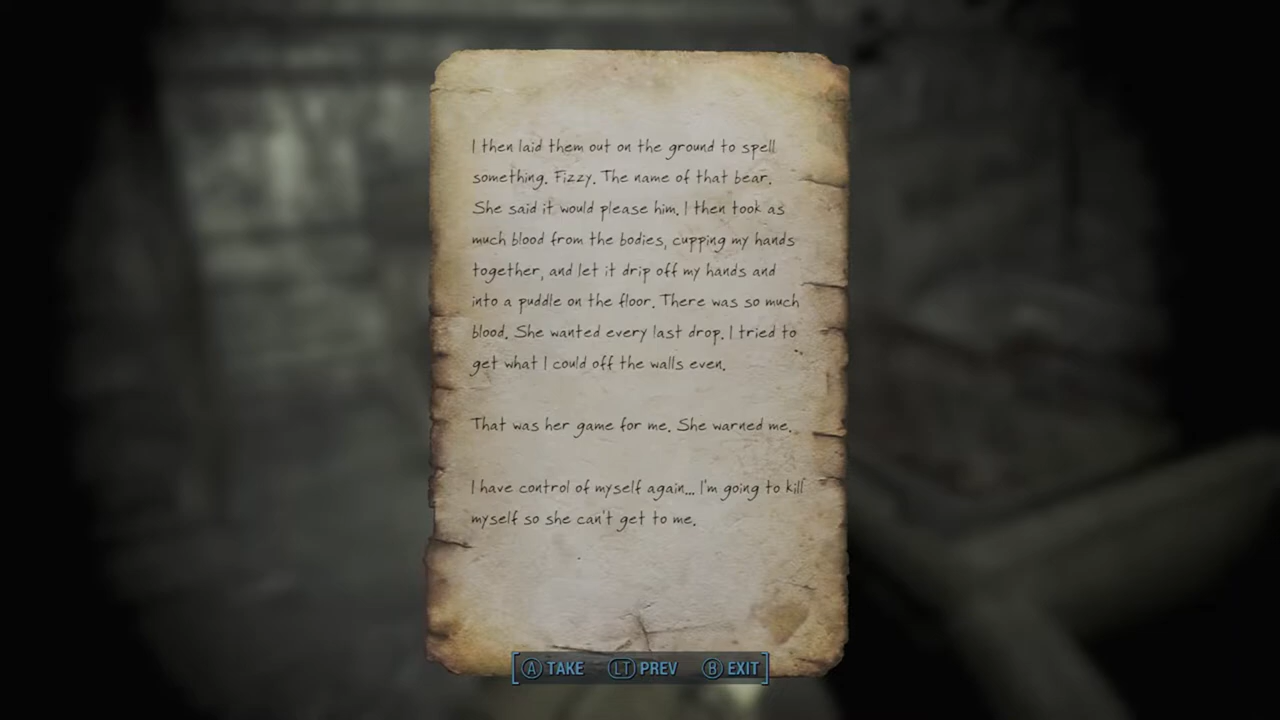 I then laid them out on the ground to spell
something. Fizzy. The name of that bear.
She said it would please him. I then took as
much blood from the bodies, cupping my hands
together, and let it drip off my hands and
into a puddle on the floor. There was so much
blood. She wanted every last drop. I tried to
get what I could off the walls even.
That was her game for me. She warned me.
I have control of myself again... I'm going to kill
myself so she can't get to me.
A TAKE LT PREV B EXIT